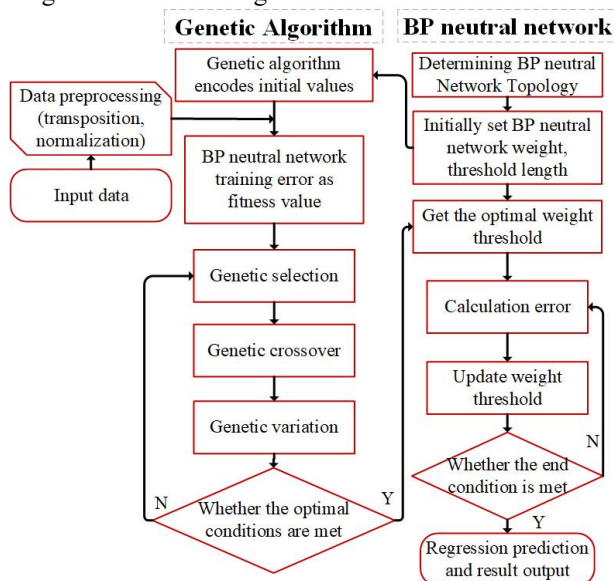 Genetic Algorithm
BP neutral network
Genetic algorithm
encodes initial values
Data preprocessing
(transposition,
normalization)
Input data
BP neutral network
training error as
fitness value
Genetic selection
Genetic crossover
Genetic variation
N
Whether the optimal
conditions are met
Y
Determining BP neutral
Network Topology
Initially set BP neutral
network weight,
threshold length
Get the optimal weight
threshold
Calculation error
Update weight
threshold
N
Whether the end
condition is met
Y
Regression prediction
and result output